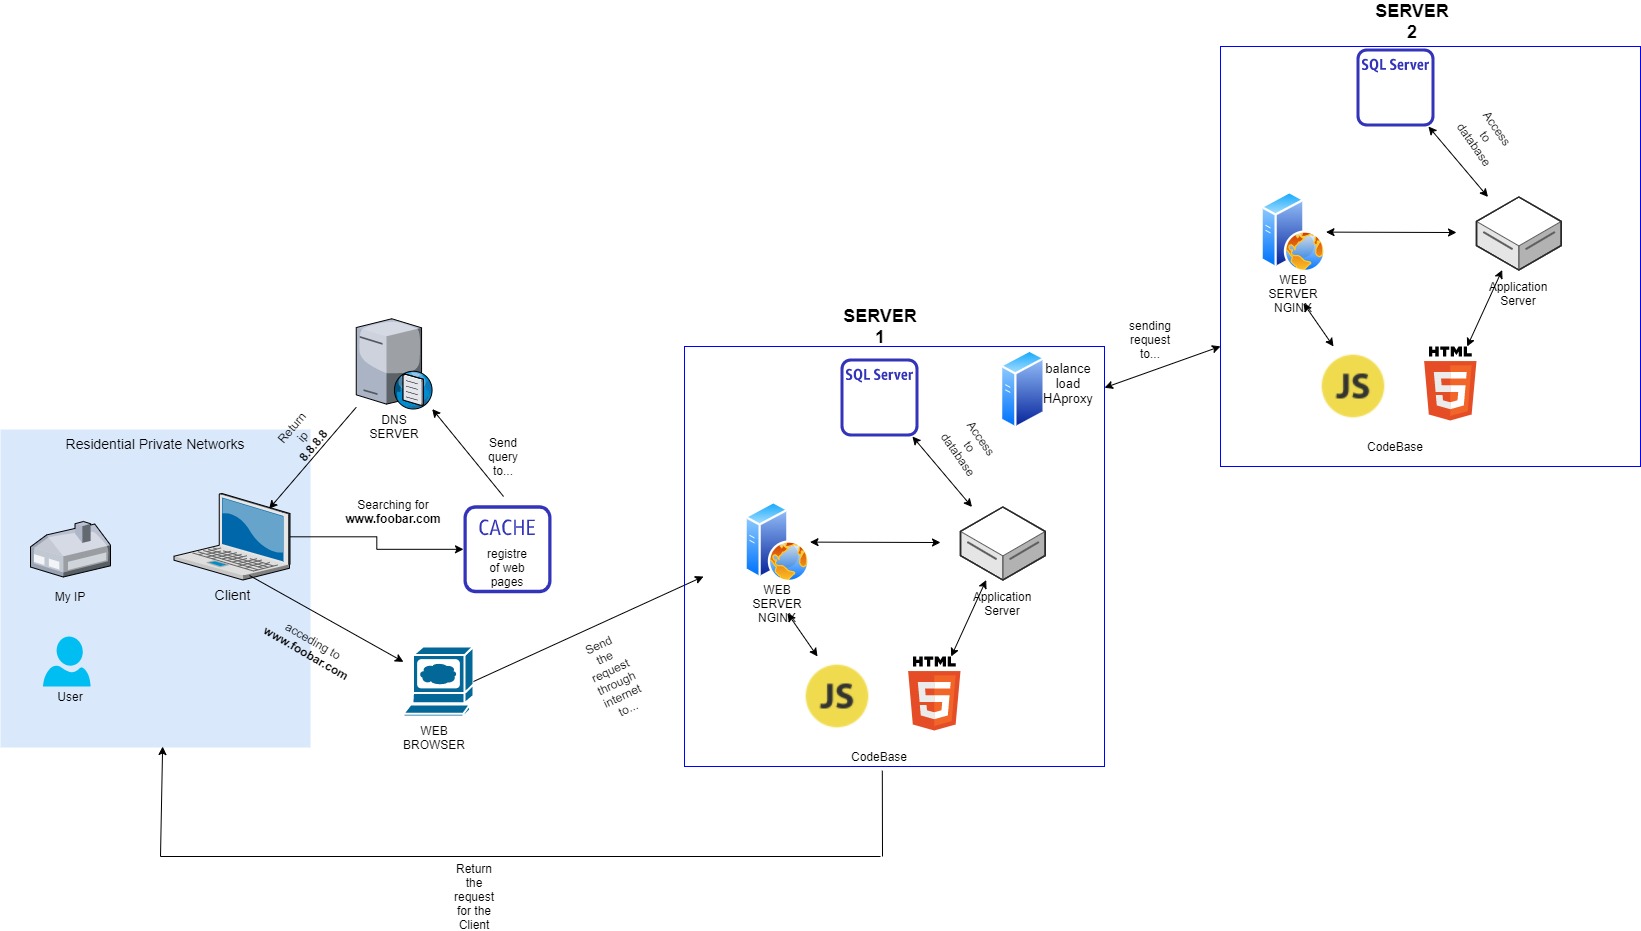 SERVER
2
SQL Server
Access
to
database
WEB
SERVER
NGINX
Application
Server
JS
HTML
5
CodeBase
sending
request
to...
SERVER
1
SQL Server
balance
load
HAproxy
Access
to
database
WEB
SERVER
NGINX
Application
Server
JS
HTML
5
CodeBase
DNS
SERVER
Return
ip
8.8.8.8
Send
query
to...
Residential Private Networks
Searching for
www.foobar.com
CACHE
registre
of web
pages
My IP
Client
User
acceding to
www.foobar.com
WEB
BROWSER
Send
the
request
through
internet
to...
Return
the
request
for the
Client